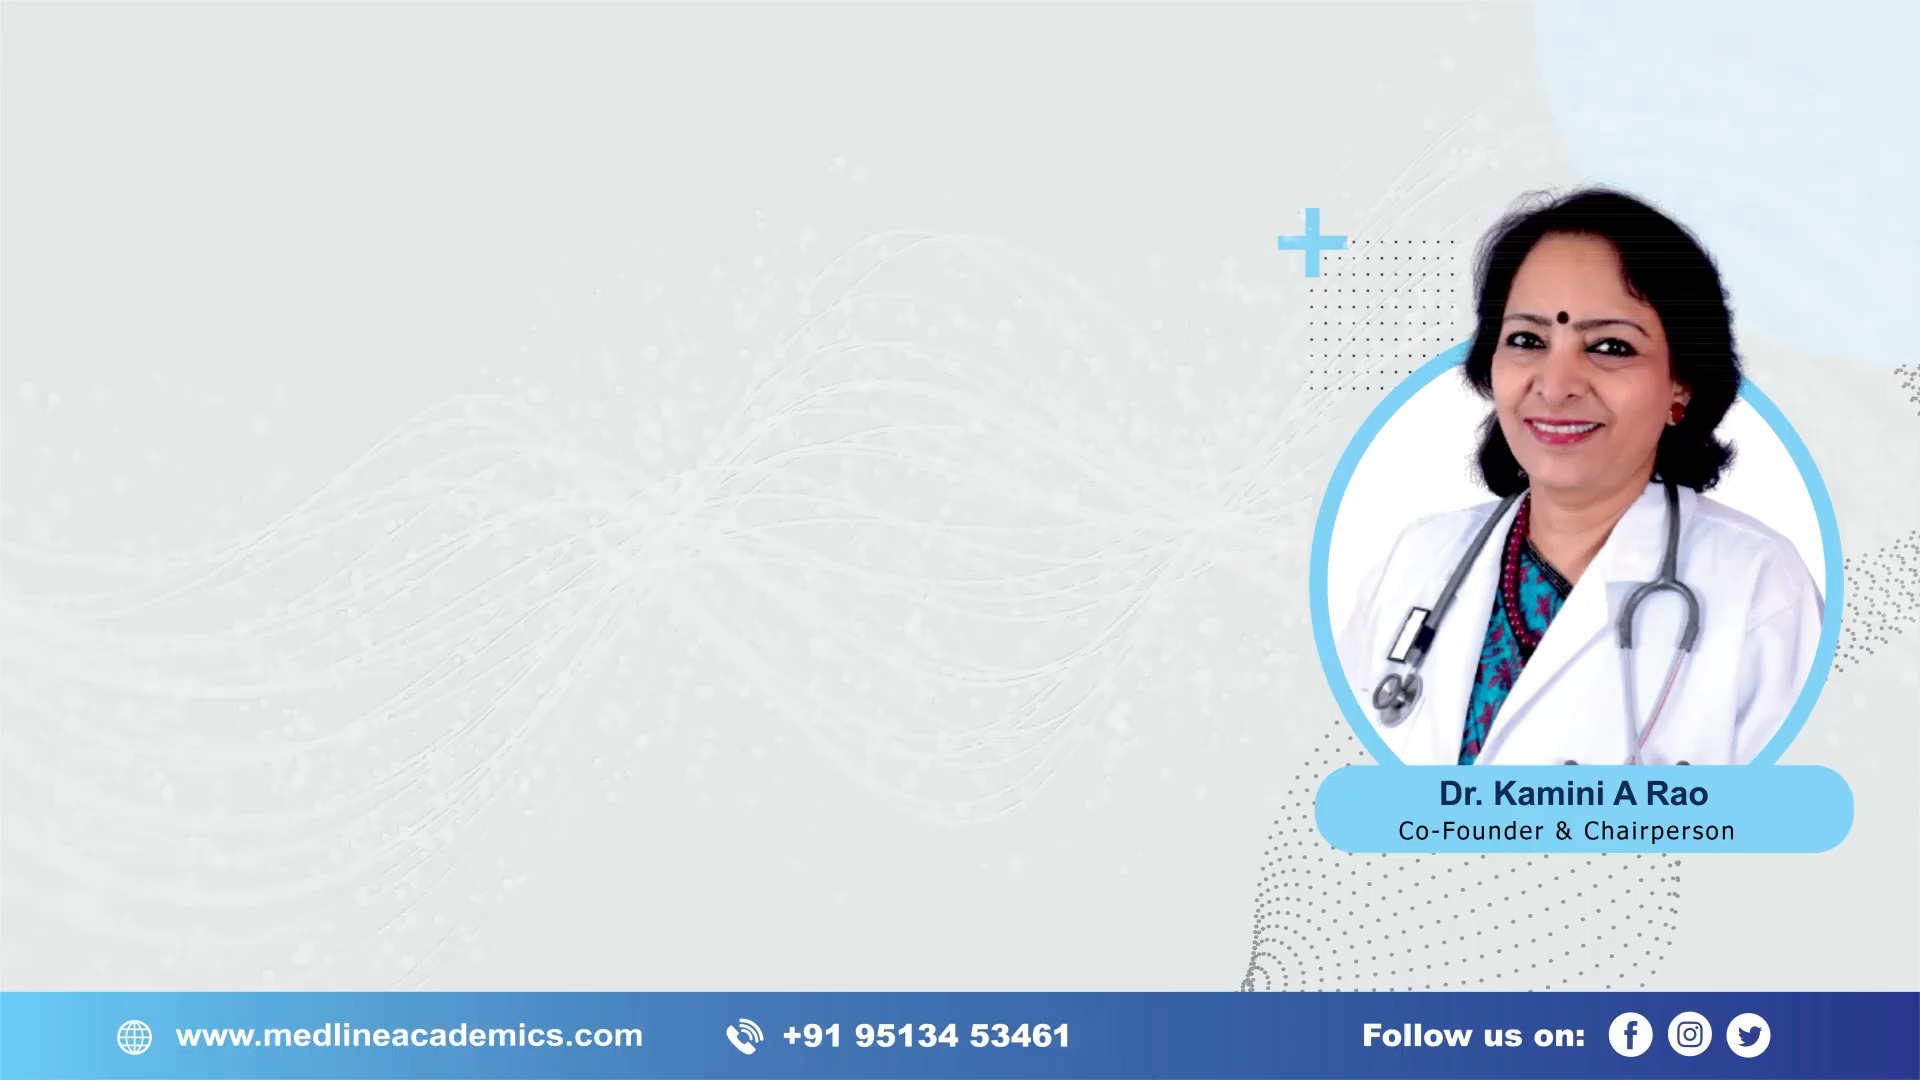 Dr. Kamini A Rao
Co-Founder & Chairperson
www.medlineacademics.com
+91 95134 53461
Follow us on: